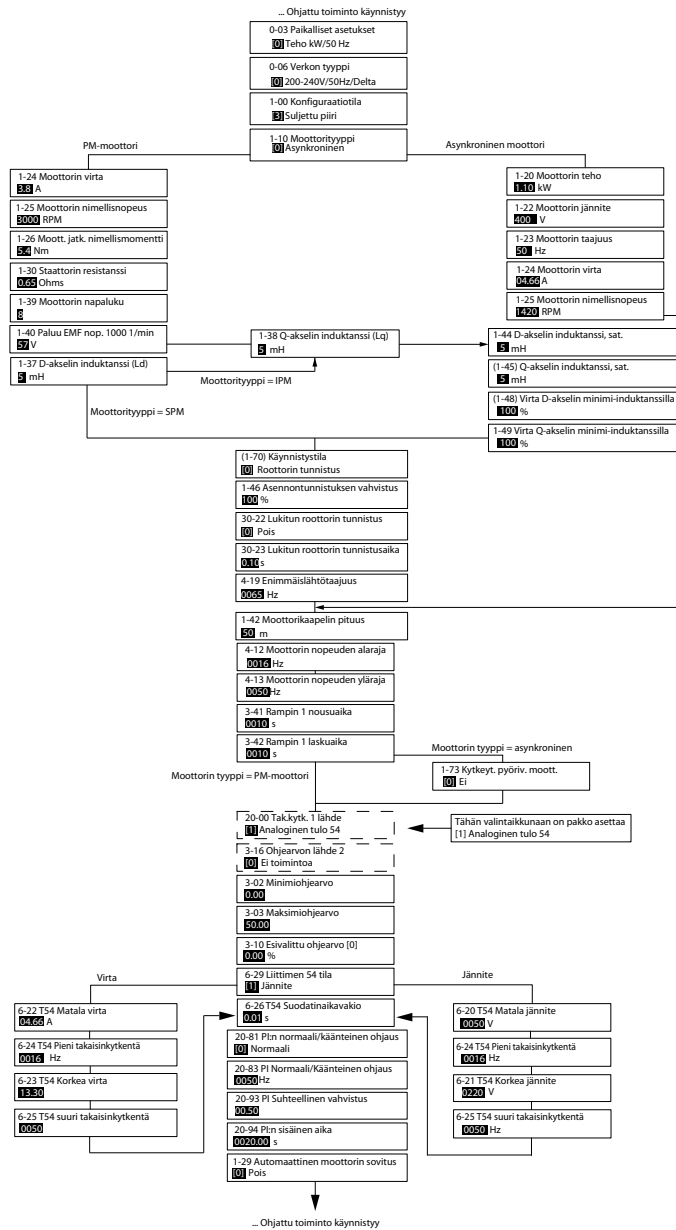 ... Ohjattu toiminto käynnistyy
0-03 Paikalliset asetukset
[0] Teho kW/50 Hz
0-06 Verkon tyyppi
[0] 200-240V/50Hz/Delta
1-00 Konfiguraatiotila
[3] Suljettu piiri
1-10 Moottorityyppi
[0] Asynkroninen
PM-moottori
Asynkroninen moottori
1-24 Moottorin virta
3.8 A
1-25 Moottorin nimellisnopeus
3000 RPM
1-26 Moott. jatk. nimellismomentti
5.4 Nm
1-30 Staattorin resistanssi
0.65 Ohms
1-39 Moottorin napaluku
8
1-40 Paluu EMF nop. 1000 1/min
57 V
1-37 D-akselin induktanssi (Ld)
5 mH
1-20 Moottorin teho
1.10 kW
1-22 Moottorin jännite
400 V
1-23 Moottorin taajuus
50 Hz
1-24 Moottorin virta
04.66 A
1-25 Moottorin nimellisnopeus
1420 RPM
1-38 Q-akselin induktanssi (Lq)
5 mH
Moottorityyppi = IPM
Moottorityyppi = SPM
1-44 D-akselin induktanssi, sat.
5 mH
(1-45) Q-akselin induktanssi, sat.
5 mH
(1-48) Virta D-akselin minimi-induktanssilla
100 %
1-49 Virta Q-akselin minimi-induktanssilla
100 %
(1-70) Käynnistystila
[0] Roottorin tunnistus
1-46 Asennontunnistuksen vahvistus
100 %
30-22 Lukitun roottorin tunnistus
[0] Pois
30-23 Lukitun roottorin tunnistusaika
0.10 s
4-19 Enimmäislähtötaajuus
0065 Hz
1-42 Moottorikaapelin pituus
50 m
4-12 Moottorin nopeuden alaraja
0016 Hz
4-13 Moottorin nopeuden yläraja
0050 Hz
3-41 Rampin 1 nousuaika
0010 s
3-42 Rampin 1 laskuaika
0010 s
Moottorin tyyppi = asynkroninen
Moottorin tyyppi = PM-moottori
1-73 Kytkeyt. pyöriv. moott.
[0] Ei
20-00 Tak.kytk. 1 lähde
[1] Analoginen tulo 54
Tähän valintaikkunaan on pakko asettaa
[1] Analoginen tulo 54
3-16 Ohjearvon lähde 2
[0] Ei toimintoa
3-02 Minimiohjearvo
0.00
3-03 Maksimiohjearvo
50.00
3-10 Esivalittu ohjearvo [0]
0.00 %
Virta
6-29 Liittimen 54 tila
[1] Jännite
Jännite
6-22 T54 Matala virta
04.66 A
6-24 T54 Pieni takaisinkytkentä
0016 Hz
6-23 T54 Korkea virta
13.30
6-25 T54 suuri takaisinkytkentä
0050
6-26 T54 Suodatinaikavakio
0.01 s
20-81 PI:n normaali/käänteinen ohjaus
[0] Normaali
20-83 PI Normaali/Käänteinen ohjaus
0050 Hz
20-93 PI Suhteellinen vahvistus
00.50
20-94 PI:n sisäinen aika
0020.00 s
1-29 Automaattinen moottorin sovitus
[0] Pois
6-20 T54 Matala jännite
0050 V
6-24 T54 Pieni takaisinkytkentä
0016 Hz
6-21 T54 Korkea jännite
0220 V
6-25 T54 suuri takaisinkytkentä
0050 Hz
... Ohjattu toiminto käynnistyy